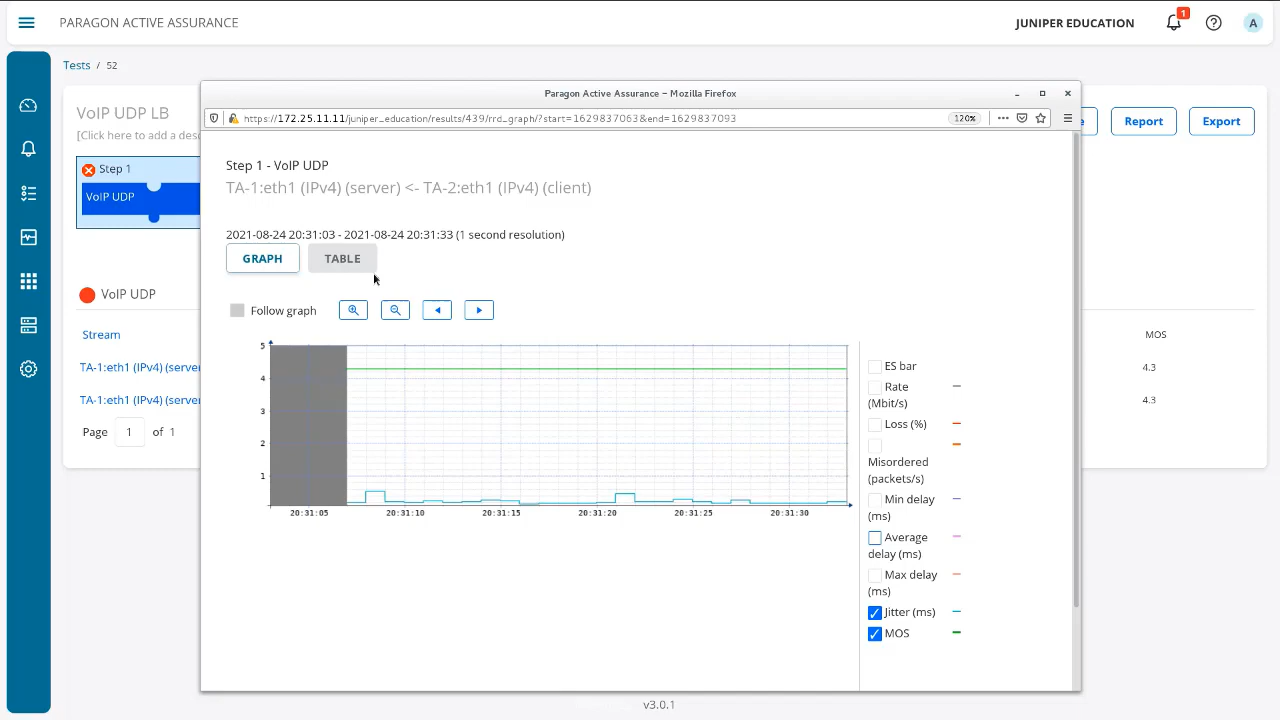 PARAGON ACTIVE ASSURANCE
JUNIPER EDUCATION
1
A
Tests / 52
VoIP UDP LB
[Click here to add a desc
e
Report
Export
Step 1
VoIP UDP
VoIP UDP
Stream
MOS
TA-1:eth1 (IPv4) (server
4.3
TA-1:eth1 (IPv4) (server
4.3
Page 1 of 1
Paragon Active Assurance — Mozilla Firefox
https://172.25.11.11/juniper_education/results/439/rrd_graph/?start=1629837063&end=1629837093
120%
Step 1 - VoIP UDP
TA-1:eth1 (IPv4) (server) <- TA-2:eth1 (IPv4) (client)
2021-08-24 20:31:03 - 2021-08-24 20:31:33 (1 second resolution)
GRAPH
TABLE
Follow graph
5
4
3
2
1
20:31:05 20:31:10 20:31:15 20:31:20 20:31:25 20:31:30
ES bar
Rate
(Mbit/s)
Loss (%)
Misordered
(packets/s)
Min delay
(ms)
Average
delay (ms)
Max delay
(ms)
Jitter (ms)
MOS
v3.0.1